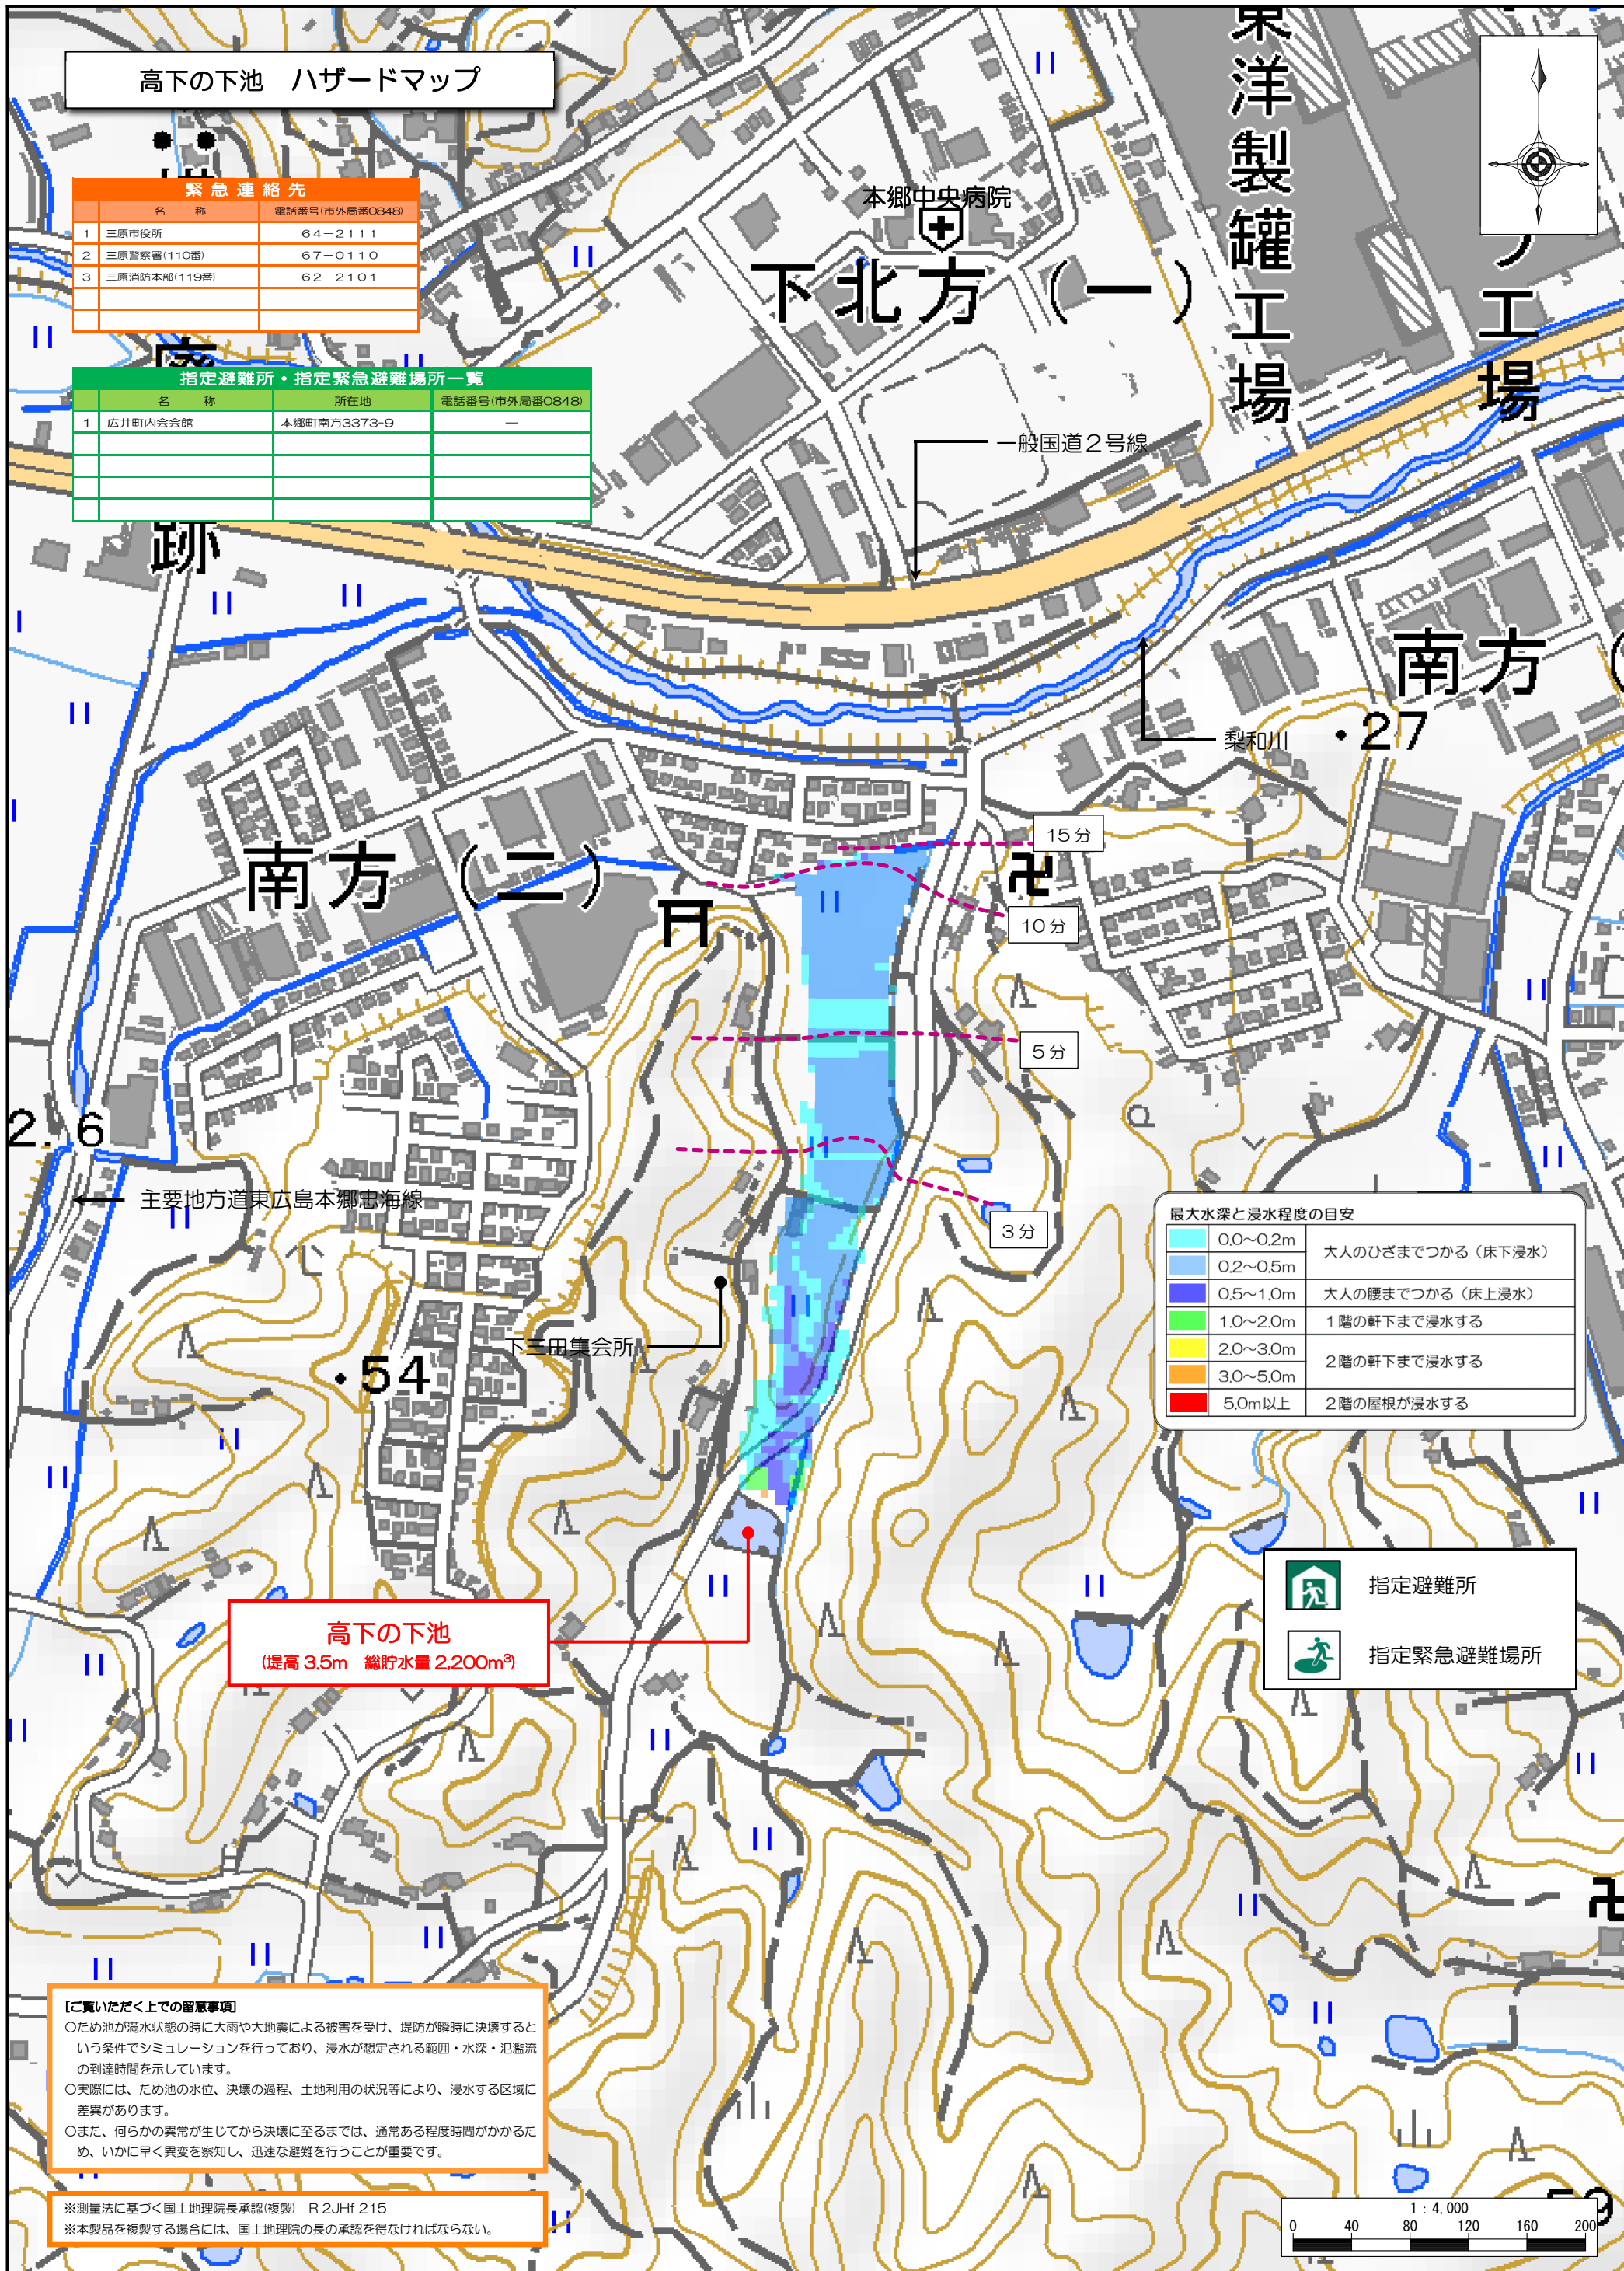 高下の下池　ハザードマップ
緊急連絡先
名　称　電話番号(市外局番0848)
1　三原市役所　64-2111
2　三原警察署(110番)　67-0110
3　三原消防本部(119番)　62-2101
指定避難所・指定緊急避難場所一覧
名　称　所在地　電話番号(市外局番0848)
1　広井町内会会館　本郷町南方3373-9　―
東洋製罐工場
工場
本郷中央病院
下北方（一）
跡
一般国道２号線
南方
梨和川
・27
南方（二）
15分
10分
5分
3分
2.6
主要地方道東広島本郷忠海線
下三田集会所
・54
最大水深と浸水程度の目安
0.0～0.2m　大人のひざまでつかる（床下浸水）
0.2～0.5m
0.5～1.0m　大人の腰までつかる（床上浸水）
1.0～2.0m　１階の軒下まで浸水する
2.0～3.0m　２階の軒下まで浸水する
3.0～5.0m
5.0m以上　２階の屋根が浸水する
指定避難所
指定緊急避難場所
高下の下池
(堤高 3.5m　総貯水量 2,200m³)
[ご覧いただく上での留意事項]
○ため池が満水状態の時に大雨や大地震による被害を受け、堤防が瞬時に決壊すると
いう条件でシミュレーションを行っており、浸水が想定される範囲・水深・氾濫流
の到達時間を示しています。
○実際には、ため池の水位、決壊の過程、土地利用の状況等により、浸水する区域に
差異があります。
○また、何らかの異常が生じてから決壊に至るまでは、通常ある程度時間がかかるた
め、いかに早く異変を察知し、迅速な避難を行うことが重要です。
※測量法に基づく国土地理院長承認(複製)　R 2JHf 215
※本製品を複製する場合には、国土地理院の長の承認を得なければならない。
1：4,000
0　40　80　120　160　200